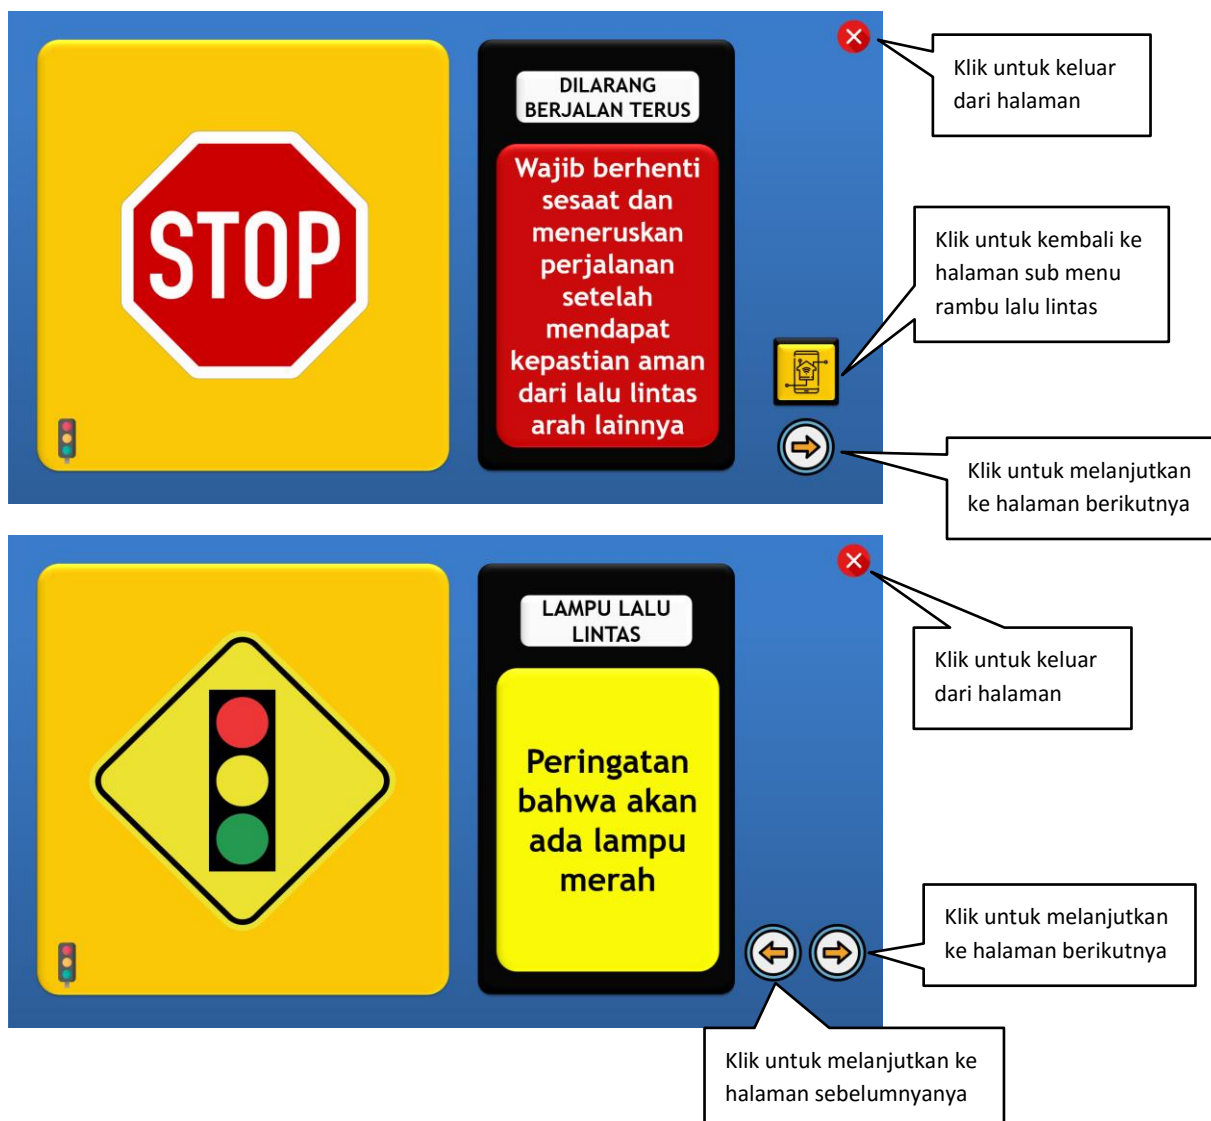 STOP
DILARANG
BERJALAN TERUS
Wajib berhenti
sesaat dan
meneruskan
perjalanan
setelah
mendapat
kepastian aman
dari lalu lintas
arah lainnya
Klik untuk keluar
dari halaman
Klik untuk kembali ke
halaman sub menu
rambu lalu lintas
Klik untuk melanjutkan
ke halaman berikutnya
LAMPU LALU
LINTAS
Peringatan
bahwa akan
ada lampu
merah
Klik untuk keluar
dari halaman
Klik untuk melanjutkan
ke halaman berikutnya
Klik untuk melanjutkan ke
halaman sebelumnyanya